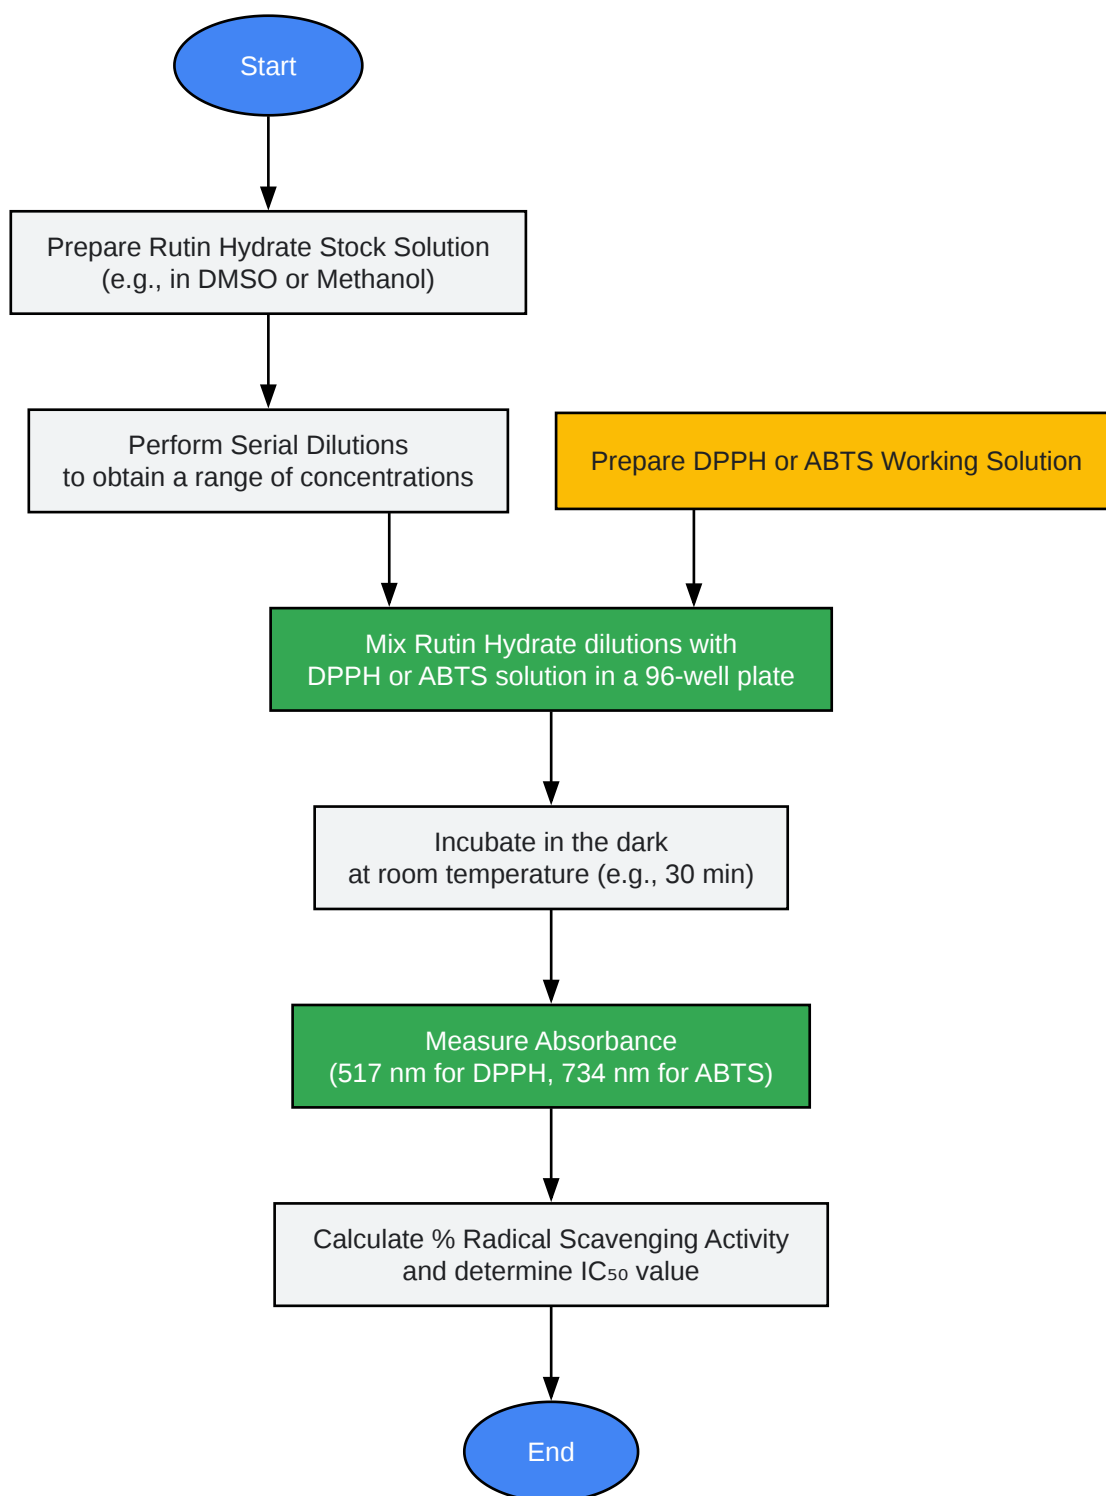 Start
Prepare Rutin Hydrate Stock Solution
(e.g., in DMSO or Methanol)
Perform Serial Dilutions
to obtain a range of concentrations
Prepare DPPH or ABTS Working Solution
Mix Rutin Hydrate dilutions with
DPPH or ABTS solution in a 96-well plate
Incubate in the dark
at room temperature (e.g., 30 min)
Measure Absorbance
(517 nm for DPPH, 734 nm for ABTS)
Calculate % Radical Scavenging Activity
and determine IC₅₀ value
End